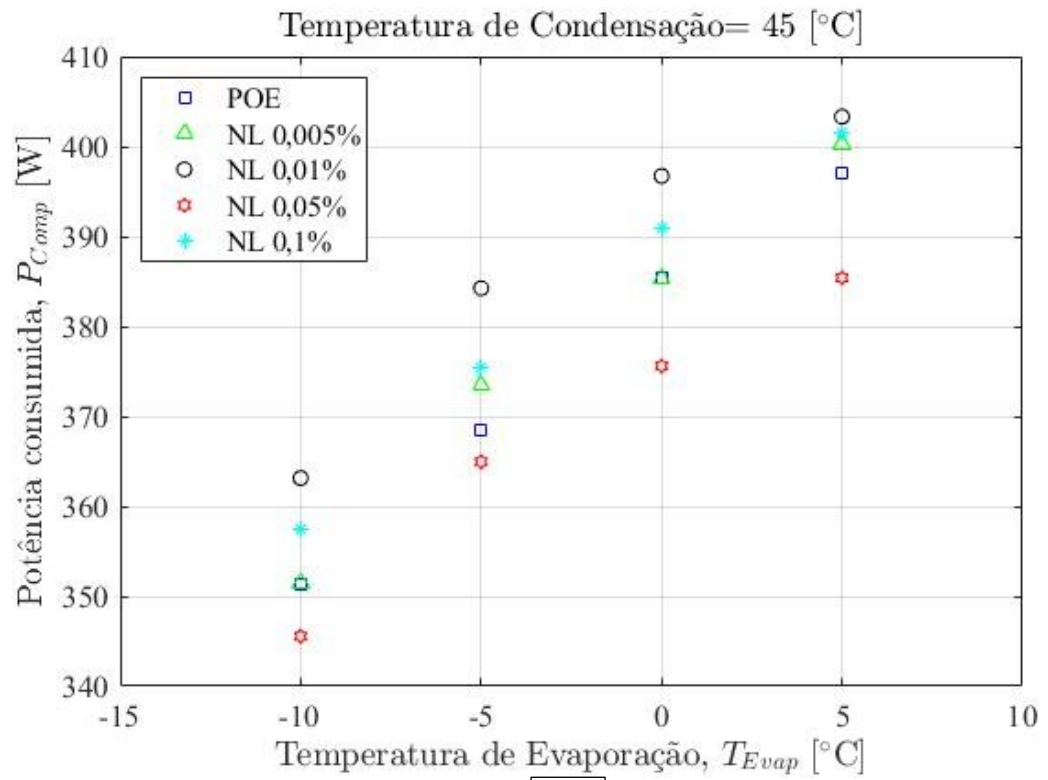 Temperatura de Condensação= 45 [°C]
410
400
390
380
370
360
350
340
POE
NL 0,005%
NL 0,01%
NL 0,05%
NL 0,1%
Potência consumida, P_Comp [W]
-15 -10 -5 0 5 10
Temperatura de Evaporação, T_Evap [°C]